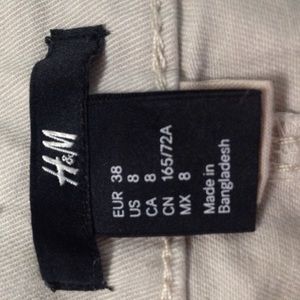 H&M
EUR 38
US 8
CA 8
CN 165/72A
MX 8
Made in
Bangladesh